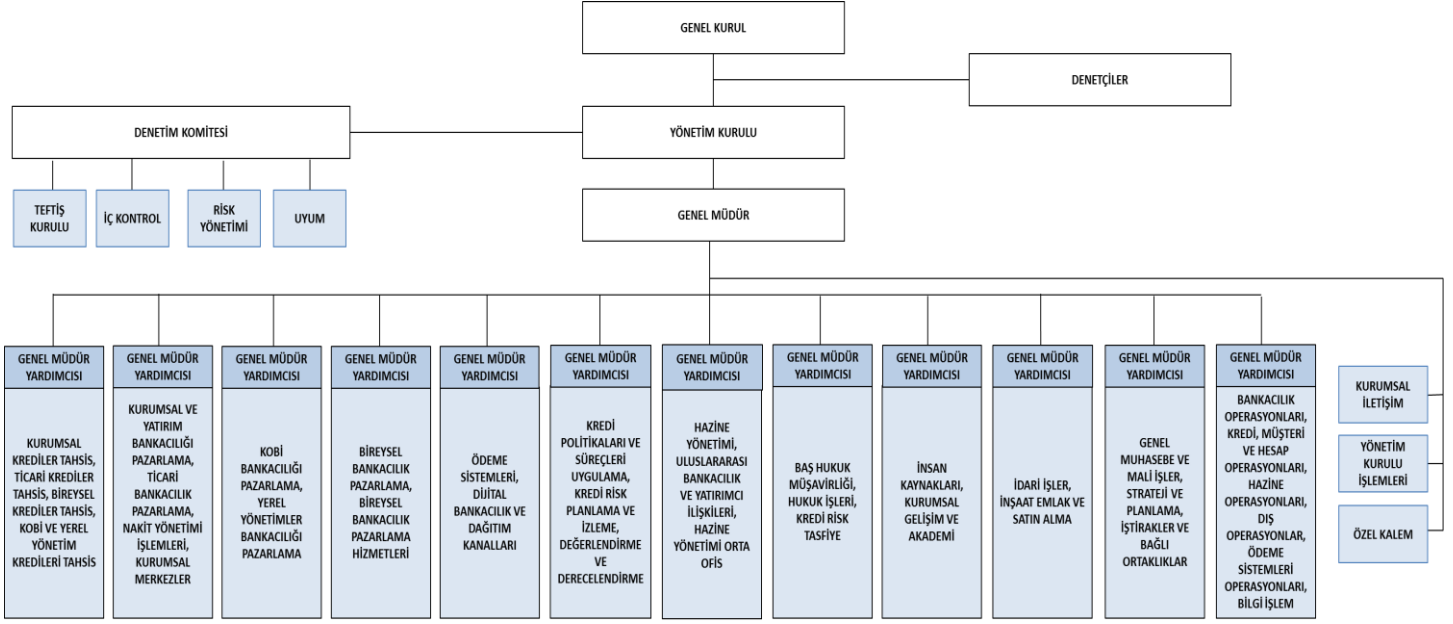 GENEL KURUL
DENETÇİLER
DENETİM KOMİTESİ
YÖNETİM KURULU
TEFTİŞ
KURULU
İÇ KONTROL
RİSK
YÖNETİMİ
UYUM
GENEL MÜDÜR
GENEL MÜDÜR
YARDIMCISI
KURUMSAL
KREDİLER TAHSİS,
TİCARİ KREDİLER
TAHSİS, BİREYSEL
KREDİLER TAHSİS,
KOBİ VE YEREL
YÖNETİM
KREDİLERİ TAHSİS
GENEL MÜDÜR
YARDIMCISI
KURUMSAL VE
YATIRIM
BANKACILIĞI
PAZARLAMA,
TİCARİ
BANKACILIK
PAZARLAMA,
NAKİT YÖNETİMİ
İŞLEMLERİ,
KURUMSAL
MERKEZLER
GENEL MÜDÜR
YARDIMCISI
KOBİ
BANKACILIĞI
PAZARLAMA,
YEREL
YÖNETİMLER
BANKACILIĞI
PAZARLAMA
GENEL MÜDÜR
YARDIMCISI
BİREYSEL
BANKACILIK
PAZARLAMA,
BİREYSEL
BANKACILIK
PAZARLAMA
HİZMETLERİ
GENEL MÜDÜR
YARDIMCISI
ÖDEME
SİSTEMLERİ,
DİJİTAL
BANKACILIK VE
DAĞITIM
KANALLARI
GENEL MÜDÜR
YARDIMCISI
KREDİ
POLİTİKALARI VE
SÜREÇLERİ
UYGULAMA,
KREDİ RİSK
PLANLAMA VE
İZLEME,
DEĞERLENDİRME
VE
DERECELENDİRME
GENEL MÜDÜR
YARDIMCISI
HAZİNE
YÖNETİMİ,
ULUSLARARASI
BANKACILIK
VE YATIRIMCI
İLİŞKİLERİ,
HAZİNE
YÖNETİMİ ORTA
OFİS
GENEL MÜDÜR
YARDIMCISI
BAŞ HUKUK
MÜŞAVİRLİĞİ,
HUKUK İŞLERİ,
KREDİ RİSK
TASFİYE
GENEL MÜDÜR
YARDIMCISI
İNSAN
KAYNAKLARI,
KURUMSAL
GELİŞİM VE
AKADEMİ
GENEL MÜDÜR
YARDIMCISI
İDARİ İŞLER,
İNŞAAT EMLAK VE
SATIN ALMA
GENEL MÜDÜR
YARDIMCISI
GENEL
MUHASEBE VE
MALİ İŞLER,
STRATEJİ VE
PLANLAMA,
İŞTİRAKLER VE
BAĞLI
ORTAKLIKLAR
GENEL MÜDÜR
YARDIMCISI
BANKACILIK
OPERASYONLARI,
KREDİ, MÜŞTERİ
VE HESAP
OPERASYONLARI,
HAZİNE
OPERASYONLARI,
DIŞ
OPERASYONLAR,
ÖDEME
SİSTEMLERİ
OPERASYONLARI,
BİLGİ İŞLEM
KURUMSAL
İLETİŞİM
YÖNETİM
KURULU
İŞLEMLERİ
ÖZEL KALEM